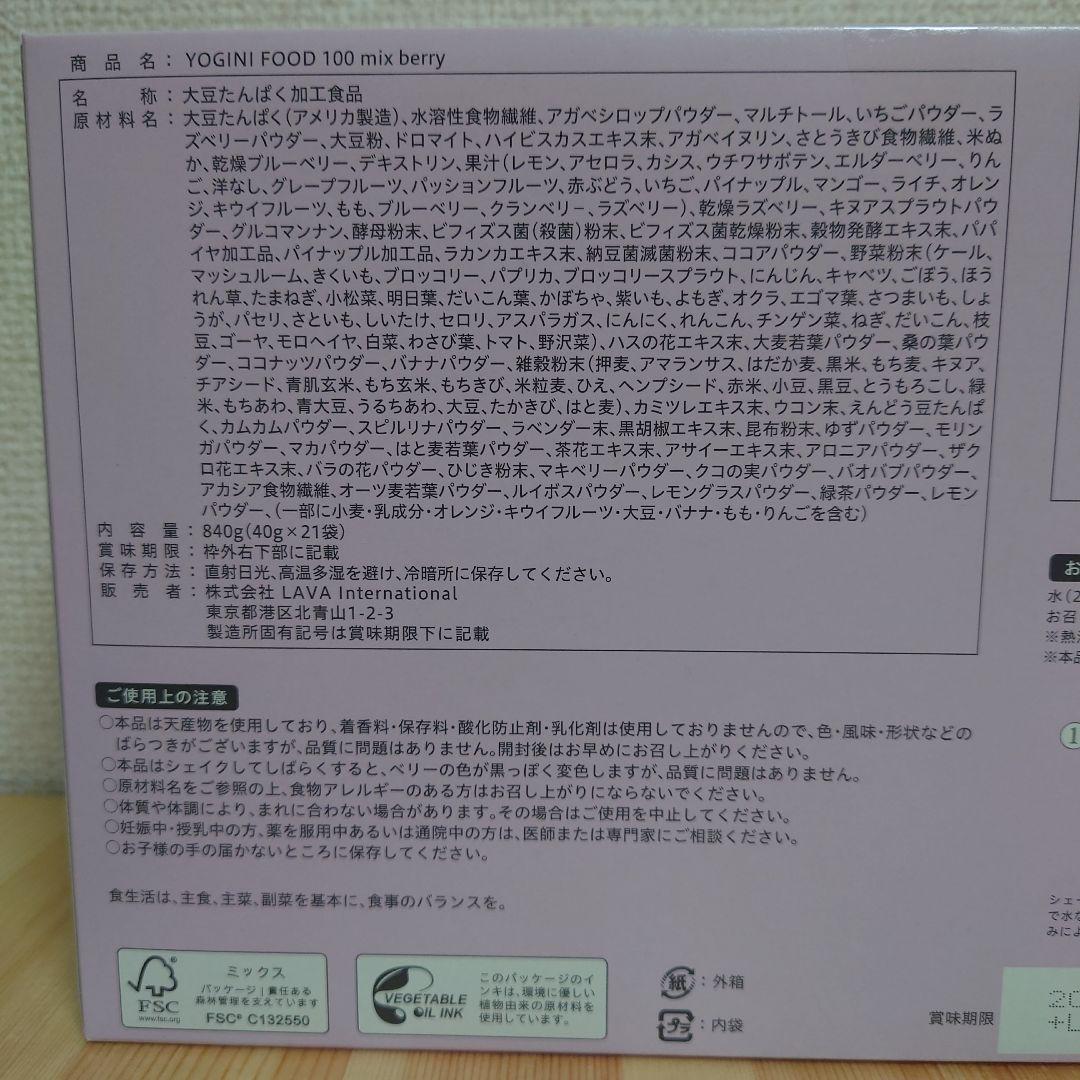 商品名：YOGINI FOOD 100 mix berry
名称：大豆たんぱく加工食品
原材料名：大豆たんぱく(アメリカ製造)、水溶性食物繊維、アガベシロップパウダー、マルチトール、いちごパウダー、ラ
ズベリーパウダー、大豆粉、ドロマイト、ハイビスカスエキス末、アガベイヌリン、さとうきび食物繊維、米ぬ
か、乾燥ブルーベリー、デキストリン、果汁(レモン、アセロラ、カシス、ウチワサボテン、エルダーベリー、りん
ご、洋なし、グレープフルーツ、パッションフルーツ、赤ぶどう、いちご、パイナップル、マンゴー、ライチ、オレン
ジ、キウイフルーツ、もも、ブルーベリー、クランベリー、ラズベリー)、乾燥ラズベリー、キヌアスプラウトパウ
ダー、グルコマンナン、酵母粉末、ビフィズス菌(殺菌)粉末、ビフィズス菌乾燥粉末、穀物発酵エキス末、パパ
イヤ加工品、パイナップル加工品、ラカンカエキス末、納豆菌滅菌粉末、ココアパウダー、野菜粉末(ケール、
マッシュルーム、きくいも、ブロッコリー、パプリカ、ブロッコリースプラウト、にんじん、キャベツ、ごぼう、ほう
れん草、たまねぎ、小松菜、明日葉、だいこん葉、かぼちゃ、紫いも、よもぎ、オクラ、エゴマ葉、さつまいも、しょ
うが、パセリ、さといも、しいたけ、セロリ、アスパラガス、にんにく、れんこん、チンゲン菜、ねぎ、だいこん、枝
豆、ゴーヤ、モロヘイヤ、白菜、わさび葉、トマト、野沢菜)、ハスの花エキス末、大麦若葉パウダー、桑の葉パウ
ダー、ココナッツパウダー、バナナパウダー、雑穀粉末(押麦、アマランサス、はだか麦、黒米、もち麦、キヌア、
チアシード、青肌玄米、もち玄米、もちきび、米粒麦、ひえ、ヘンプシード、赤米、小豆、黒豆、とうもろこし、緑
米、もちあわ、青大豆、うるちあわ、大豆、たかきび、はと麦)、カミツレエキス末、ウコン末、えんどう豆たんぱ
く、カムカムパウダー、スピルリナパウダー、ラベンダー末、黒胡椒エキス末、昆布粉末、ゆずパウダー、モリン
ガパウダー、マカパウダー、はと麦若葉パウダー、茶花エキス末、アサイーエキス末、アロニアパウダー、ザク
ロ花エキス末、バラの花パウダー、ひじき粉末、マキベリーパウダー、クコの実パウダー、バオバブパウダー、
アカシア食物繊維、オーツ麦若葉パウダー、ルイボスパウダー、レモングラスパウダー、緑茶パウダー、レモン
パウダー、(一部に小麦・乳成分・オレンジ・キウイフルーツ・大豆・バナナ・もも・りんごを含む)
内容量：840g(40g×21袋)
賞味期限：枠外右下部に記載
保存方法：直射日光、高温多湿を避け、冷暗所に保存してください。
販売者：株式会社 LAVA International
東京都港区北青山1-2-3
製造所固有記号は賞味期限下に記載
ご使用上の注意
○本品は天産物を使用しており、着香料・保存料・酸化防止剤・乳化剤は使用しておりませんので、色・風味・形状などの
ばらつきがございますが、品質に問題はありません。開封後はお早めにお召し上がりください。
○本品はシェイクしてしばらくすると、ベリーの色が黒っぽく変色しますが、品質に問題はありません。
○原材料名をご参照の上、食物アレルギーのある方はお召し上がりにならないでください。
○体質や体調により、まれに合わない場合があります。その場合はご使用を中止してください。
○妊娠中・授乳中の方、薬を服用中あるいは通院中の方は、医師または専門家にご相談ください。
○お子様の手の届かないところに保存してください。
食生活は、主食、主菜、副菜を基本に、食事のバランスを。
FSC
www.fsc.org
ミックス
パッケージ｜責任ある
森林管理を支えています
FSC® C132550
VEGETABLE
OIL INK
このパッケージのイ
ンキは、環境に優しい
植物由来の原材料を
使用しています。
紙：外箱
プラ：内袋
賞味期限
20
+L
お
水(2
お召
※熱
※本品
1
シェー
で水な
みによ